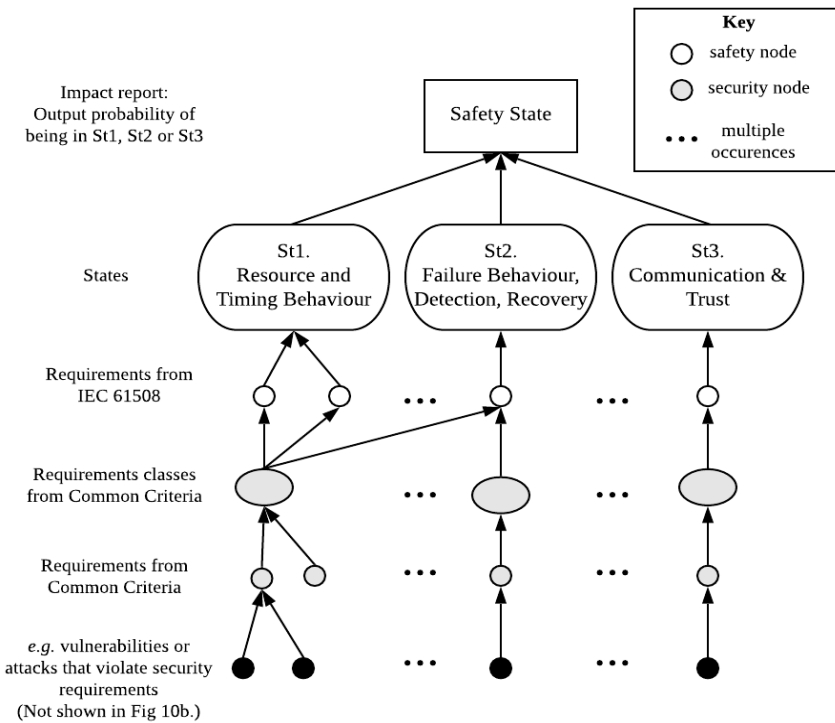 Key
safety node
security node
multiple
occurences
Impact report:
Output probability of
being in St1, St2 or St3
Safety State
States
St1.
Resource and
Timing Behaviour
St2.
Failure Behaviour,
Detection, Recovery
St3.
Communication &
Trust
Requirements from
IEC 61508
Requirements classes
from Common Criteria
Requirements from
Common Criteria
e.g. vulnerabilities or
attacks that violate security
requirements
(Not shown in Fig 10b.)